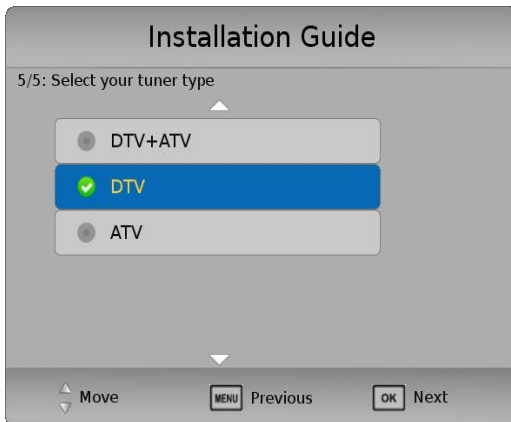 Installation Guide
5/5: Select your tuner type
DTV+ATV
DTV
ATV
Move MENU Previous OK Next